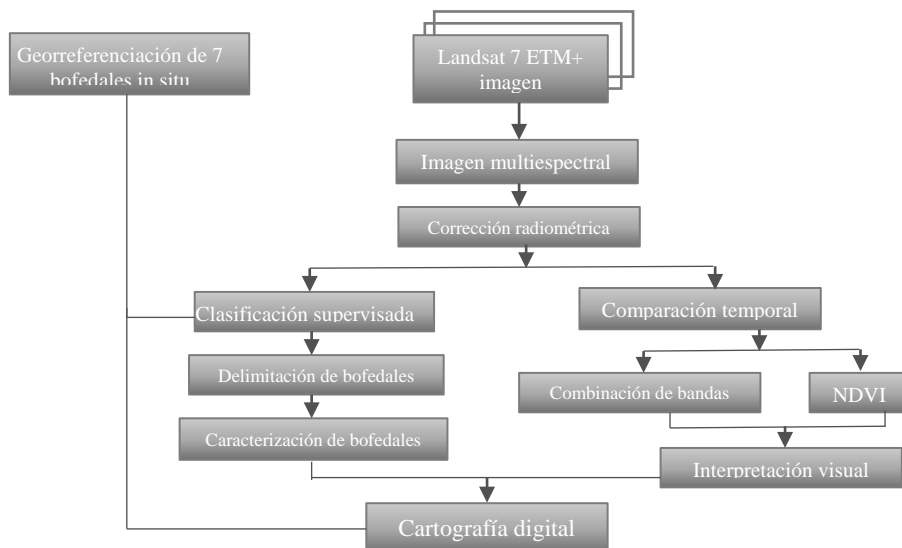 Georreferenciación de 7
bofedales in situ
Landsat 7 ETM+
imagen
Imagen multiespectral
Corrección radiométrica
Clasificación supervisada
Comparación temporal
Delimitación de bofedales
Combinación de bandas
NDVI
Caracterización de bofedales
Interpretación visual
Cartografía digital